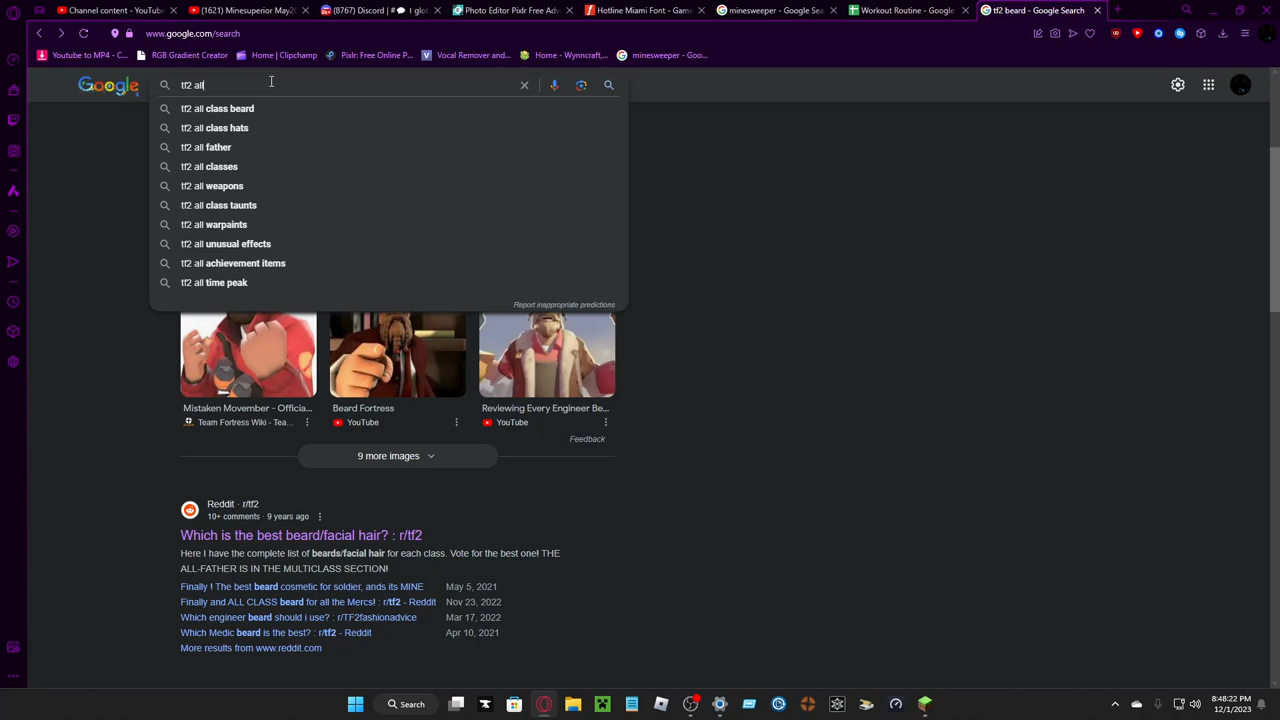 Channel content - YouTube
(1621) Minesuperior May2
(8767) Discord | # I glo
Photo Editor Pixlr Free Adv
Hotline Miami Font - Gam
minesweeper - Google Sea
Workout Routine - Google
tf2 beard - Google Search
www.google.com/search
Youtube to MP4 - C...
RGB Gradient Creator
Home | Clipchamp
Pixlr: Free Online P...
Vocal Remover and...
Home - Wynncraft,...
minesweeper - Goo...
Google
tf2 all
tf2 all class beard
tf2 all class hats
tf2 all father
tf2 all classes
tf2 all weapons
tf2 all class taunts
tf2 all warpaints
tf2 all unusual effects
tf2 all achievement items
tf2 all time peak
Report inappropriate predictions
Mistaken Movember - Officia...
Team Fortress Wiki - Tea...
Beard Fortress
YouTube
Reviewing Every Engineer Be...
YouTube
Feedback
9 more images
Reddit · r/tf2
10+ comments · 9 years ago
Which is the best beard/facial hair? : r/tf2
Here I have the complete list of beards/facial hair for each class. Vote for the best one! THE
ALL-FATHER IS IN THE MULTICLASS SECTION!
Finally ! The best beard cosmetic for soldier, ands its MINE May 5, 2021
Finally and ALL CLASS beard for all the Mercs! : r/tf2 - Reddit Nov 23, 2022
Which engineer beard should i use? : r/TF2fashionadvice Mar 17, 2022
Which Medic beard is the best? : r/tf2 - Reddit Apr 10, 2021
More results from www.reddit.com
Search
8:48:22 PM
12/1/2023